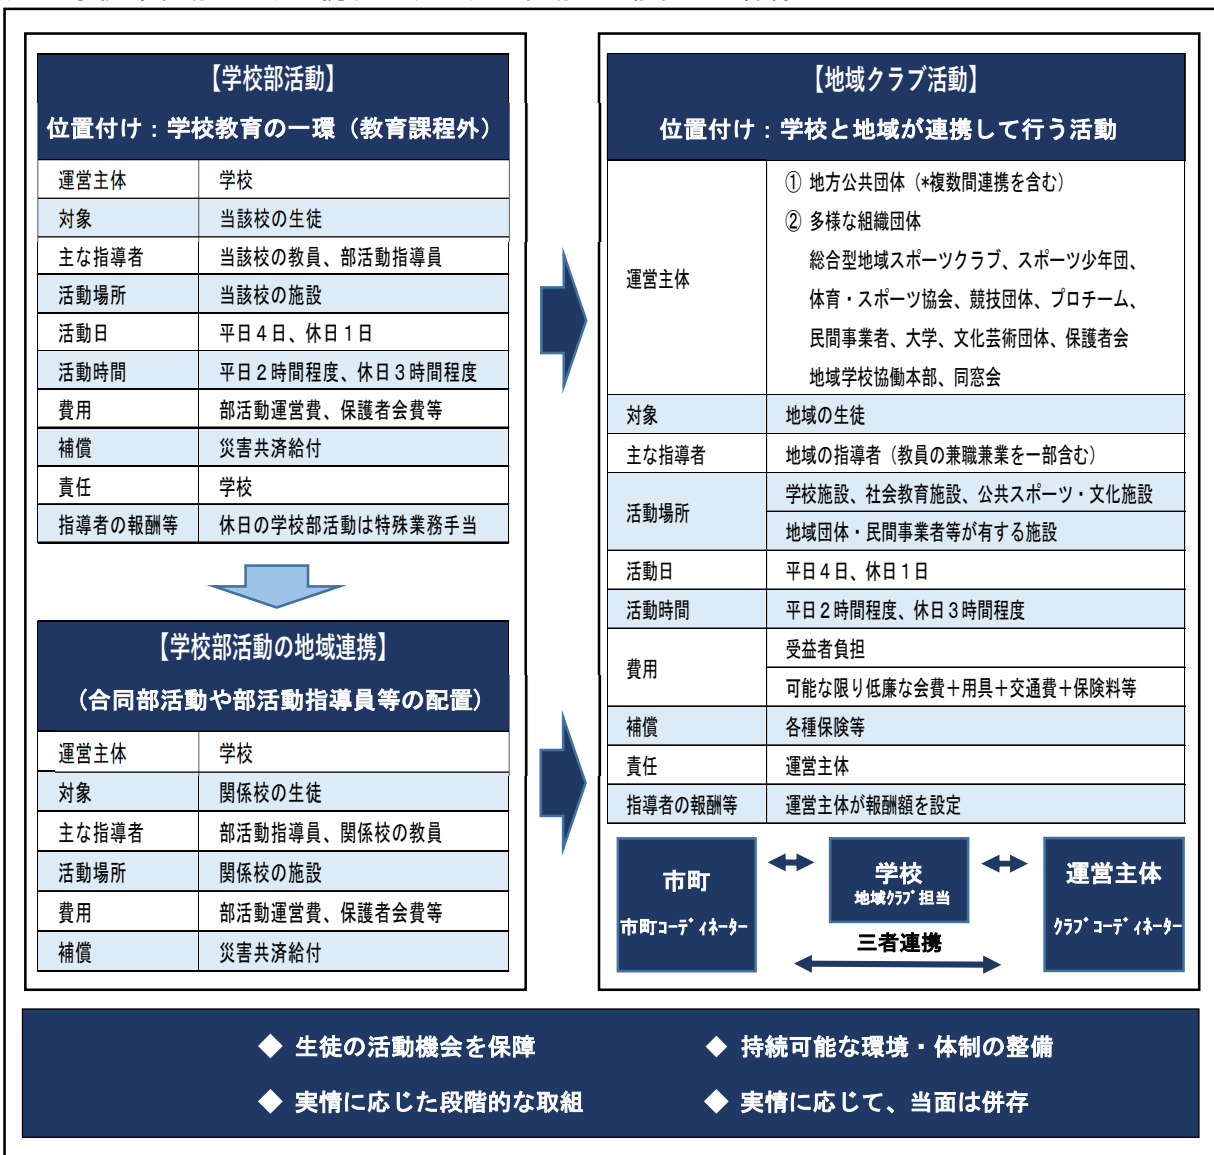 【学校部活動】
位置付け：学校教育の一環（教育課程外）
運営主体 学校
対象 当該校の生徒
主な指導者 当該校の教員、部活動指導員
活動場所 当該校の施設
活動日 平日４日、休日１日
活動時間 平日２時間程度、休日３時間程度
費用 部活動運営費、保護者会費等
補償 災害共済給付
責任 学校
指導者の報酬等 休日の学校部活動は特殊業務手当
【学校部活動の地域連携】
（合同部活動や部活動指導員等の配置）
運営主体 学校
対象 関係校の生徒
主な指導者 部活動指導員、関係校の教員
活動場所 関係校の施設
費用 部活動運営費、保護者会費等
補償 災害共済給付
【地域クラブ活動】
位置付け：学校と地域が連携して行う活動
運営主体
① 地方公共団体（*複数間連携を含む）
② 多様な組織団体
総合型地域スポーツクラブ、スポーツ少年団、
体育・スポーツ協会、競技団体、プロチーム、
民間事業者、大学、文化芸術団体、保護者会
地域学校協働本部、同窓会
対象 地域の生徒
主な指導者 地域の指導者（教員の兼職兼業を一部含む）
活動場所
学校施設、社会教育施設、公共スポーツ・文化施設
地域団体・民間事業者等が有する施設
活動日 平日４日、休日１日
活動時間 平日２時間程度、休日３時間程度
費用
受益者負担
可能な限り低廉な会費＋用具＋交通費＋保険料等
補償 各種保険等
責任 運営主体
指導者の報酬等 運営主体が報酬額を設定
市町
市町ｺｰﾃﾞｨﾈｰﾀｰ
学校
地域ｸﾗﾌﾞ担当
運営主体
ｸﾗﾌﾞｺｰﾃﾞｨﾈｰﾀｰ
三者連携
◆ 生徒の活動機会を保障
◆ 持続可能な環境・体制の整備
◆ 実情に応じた段階的な取組
◆ 実情に応じて、当面は併存